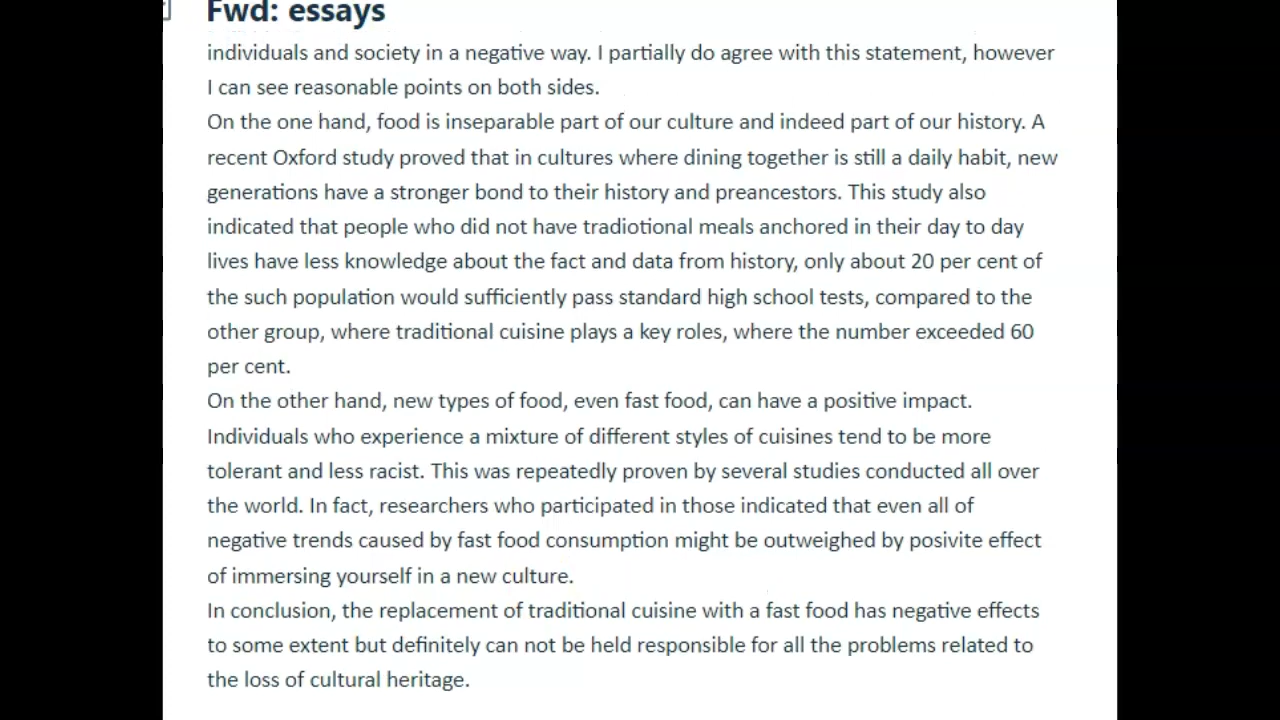 Fwd: essays
individuals and society in a negative way. I partially do agree with this statement, however
I can see reasonable points on both sides.
On the one hand, food is inseparable part of our culture and indeed part of our history. A
recent Oxford study proved that in cultures where dining together is still a daily habit, new
generations have a stronger bond to their history and preancestors. This study also
indicated that people who did not have tradiotional meals anchored in their day to day
lives have less knowledge about the fact and data from history, only about 20 per cent of
the such population would sufficiently pass standard high school tests, compared to the
other group, where traditional cuisine plays a key roles, where the number exceeded 60
per cent.
On the other hand, new types of food, even fast food, can have a positive impact.
Individuals who experience a mixture of different styles of cuisines tend to be more
tolerant and less racist. This was repeatedly proven by several studies conducted all over
the world. In fact, researchers who participated in those indicated that even all of
negative trends caused by fast food consumption might be outweighed by posivite effect
of immersing yourself in a new culture.
In conclusion, the replacement of traditional cuisine with a fast food has negative effects
to some extent but definitely can not be held responsible for all the problems related to
the loss of cultural heritage.